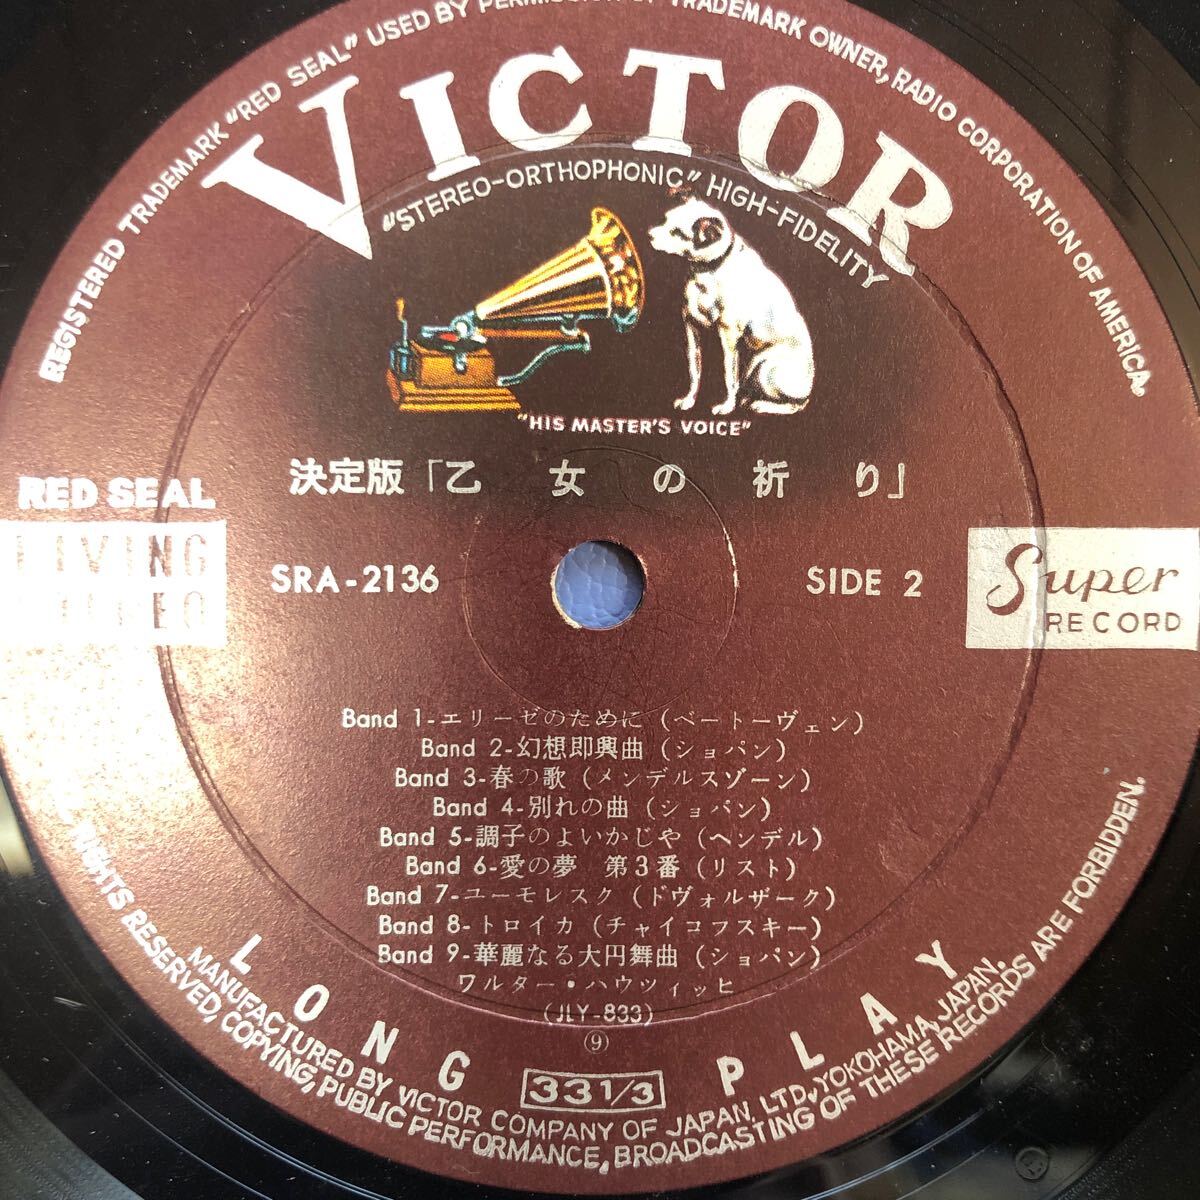 REGISTERED TRADEMARK "RED SEAL" USED BY PERMISSION OF TRADEMARK OWNER, RADIO CORPORATION OF AMERICA.
VICTOR
"STEREO-ORTHOPHONIC" HIGH-FIDELITY
"HIS MASTER'S VOICE"
決定版「乙女の祈り」
RED SEAL
LIVING
STEREO
SRA-2136
SIDE 2
Super
RECORD
Band 1-エリーゼのために (ベートーヴェン)
Band 2-幻想即興曲 (ショパン)
Band 3-春の歌 (メンデルスゾーン)
Band 4-別れの曲 (ショパン)
Band 5-調子のよいかじや (ヘンデル)
Band 6-愛の夢 第3番 (リスト)
Band 7-ユーモレスク (ドヴォルザーク)
Band 8-トロイカ (チャイコフスキー)
Band 9-華麗なる大円舞曲 (ショパン)
ワルター・ハウツィッヒ
(JLY-833)
⑨
LONG 33 1/3 PLAY
MANUFACTURED BY VICTOR COMPANY OF JAPAN, LTD., YOKOHAMA, JAPAN.
RIGHTS RESERVED, COPYING, PUBLIC PERFORMANCE, BROADCASTING OF THESE RECORDS ARE FORBIDDEN.